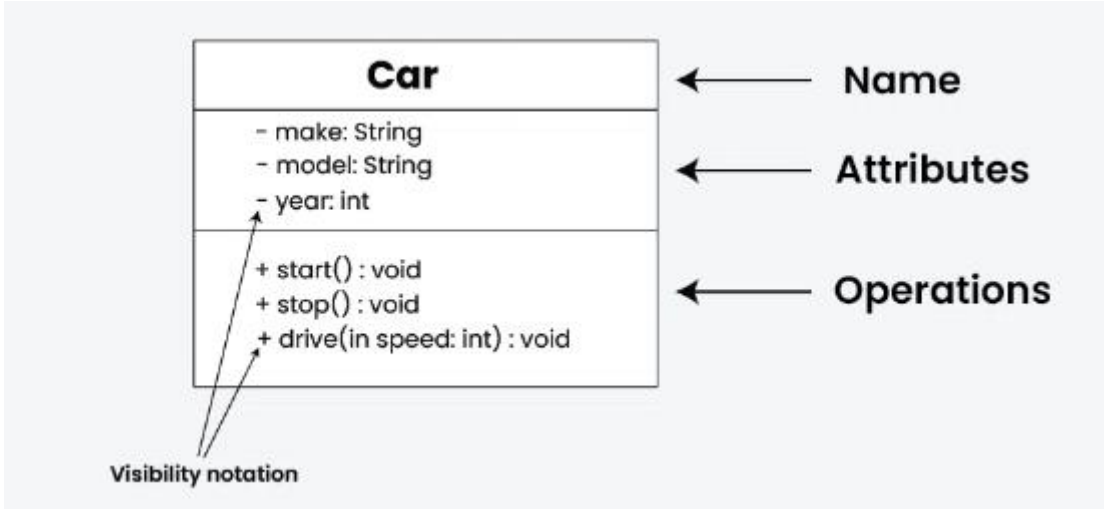 Car
Name
- make: String
- model: String
- year: int
Attributes
+ start() : void
+ stop() : void
+ drive(in speed: int) : void
Operations
Visibility notation